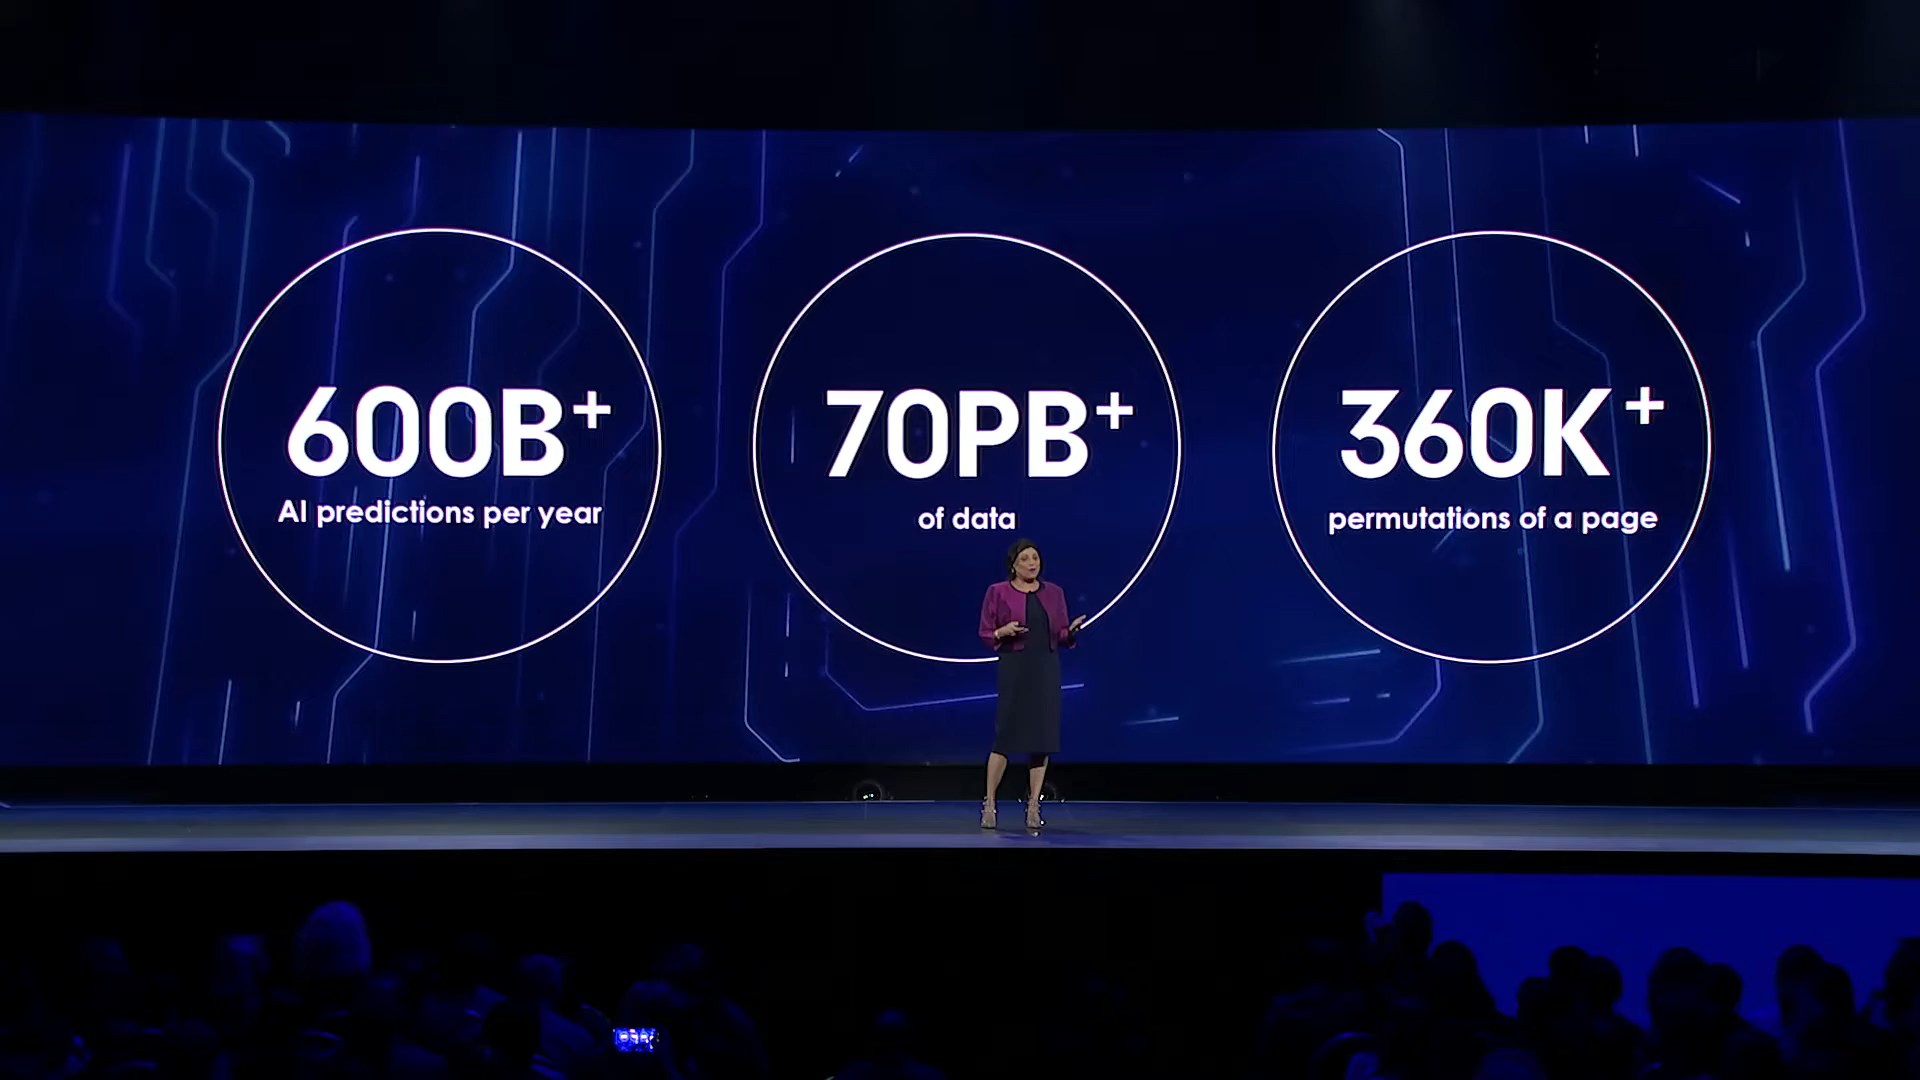 600B+
AI predictions per year
70PB+
of data
360K+
permutations of a page